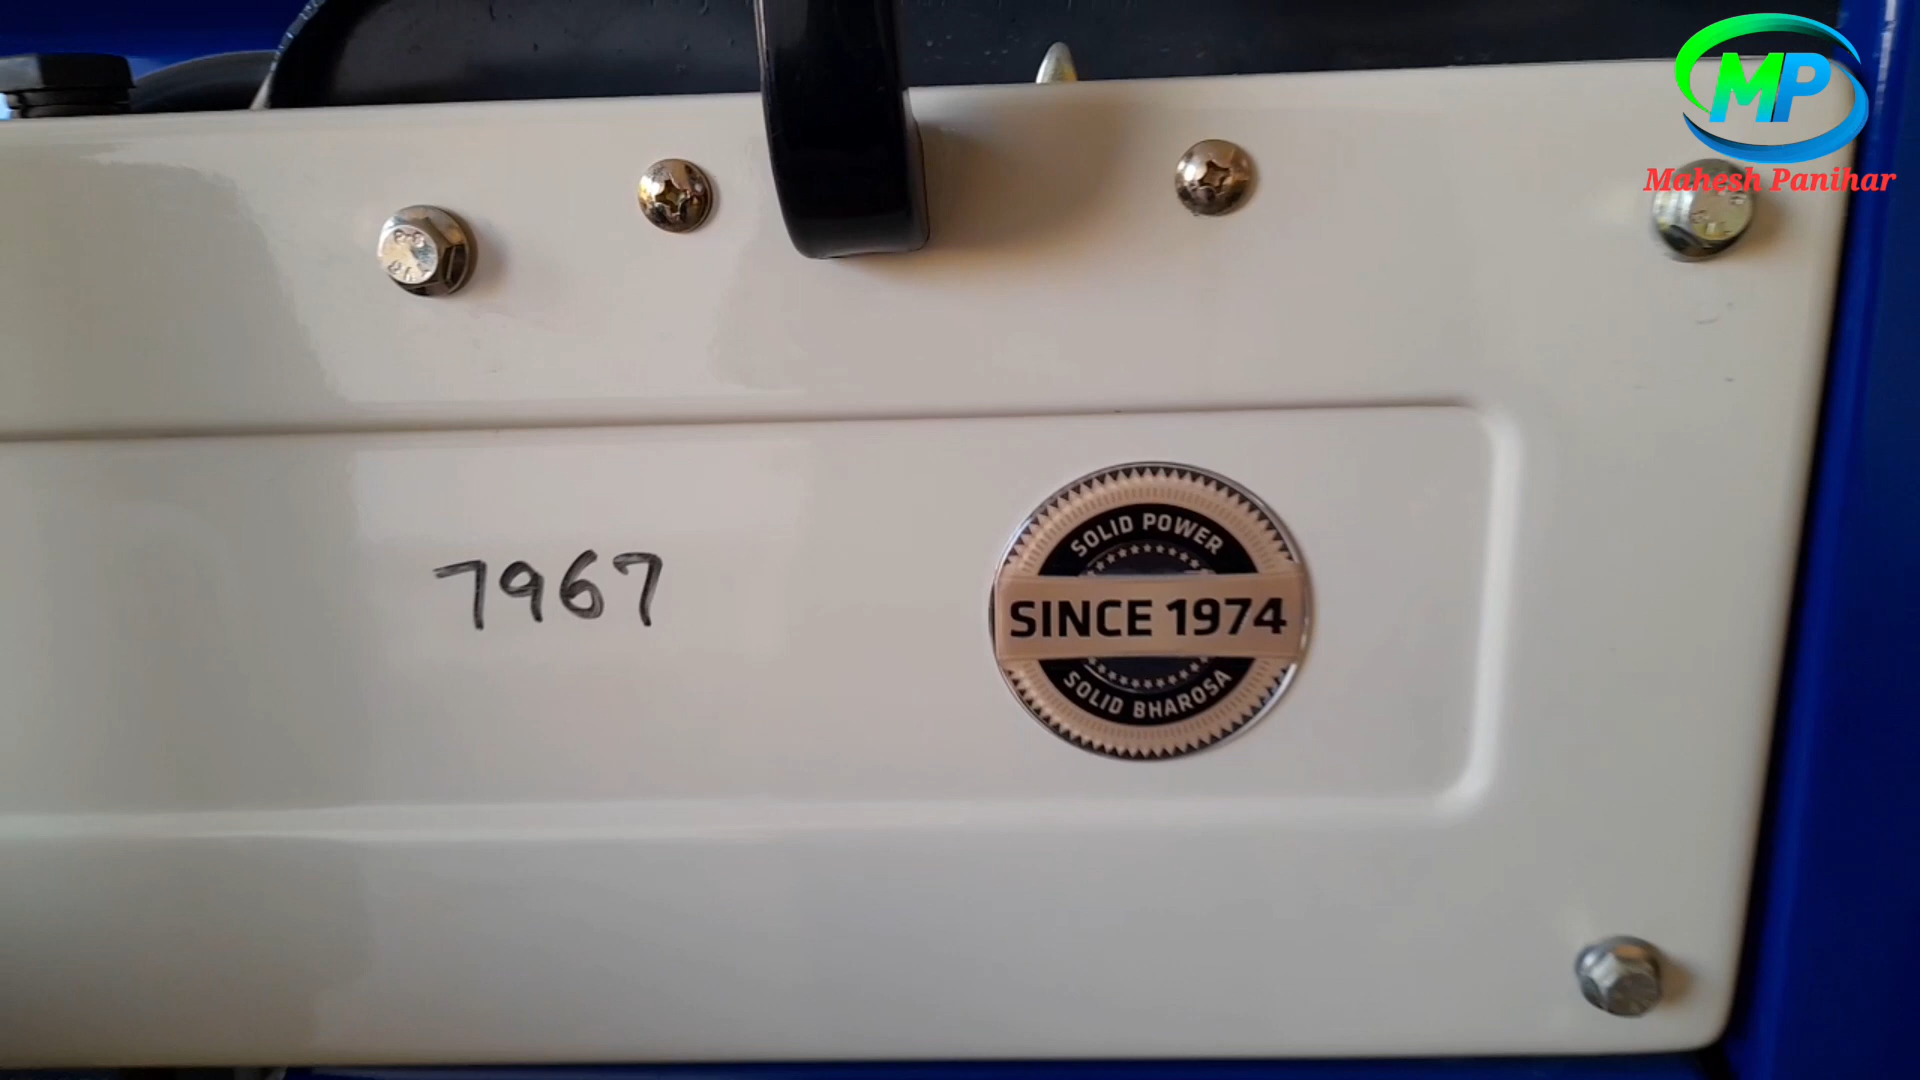 MP
Mahesh Panihar
7967
SOLID POWER
SINCE 1974
SOLID BHAROSA